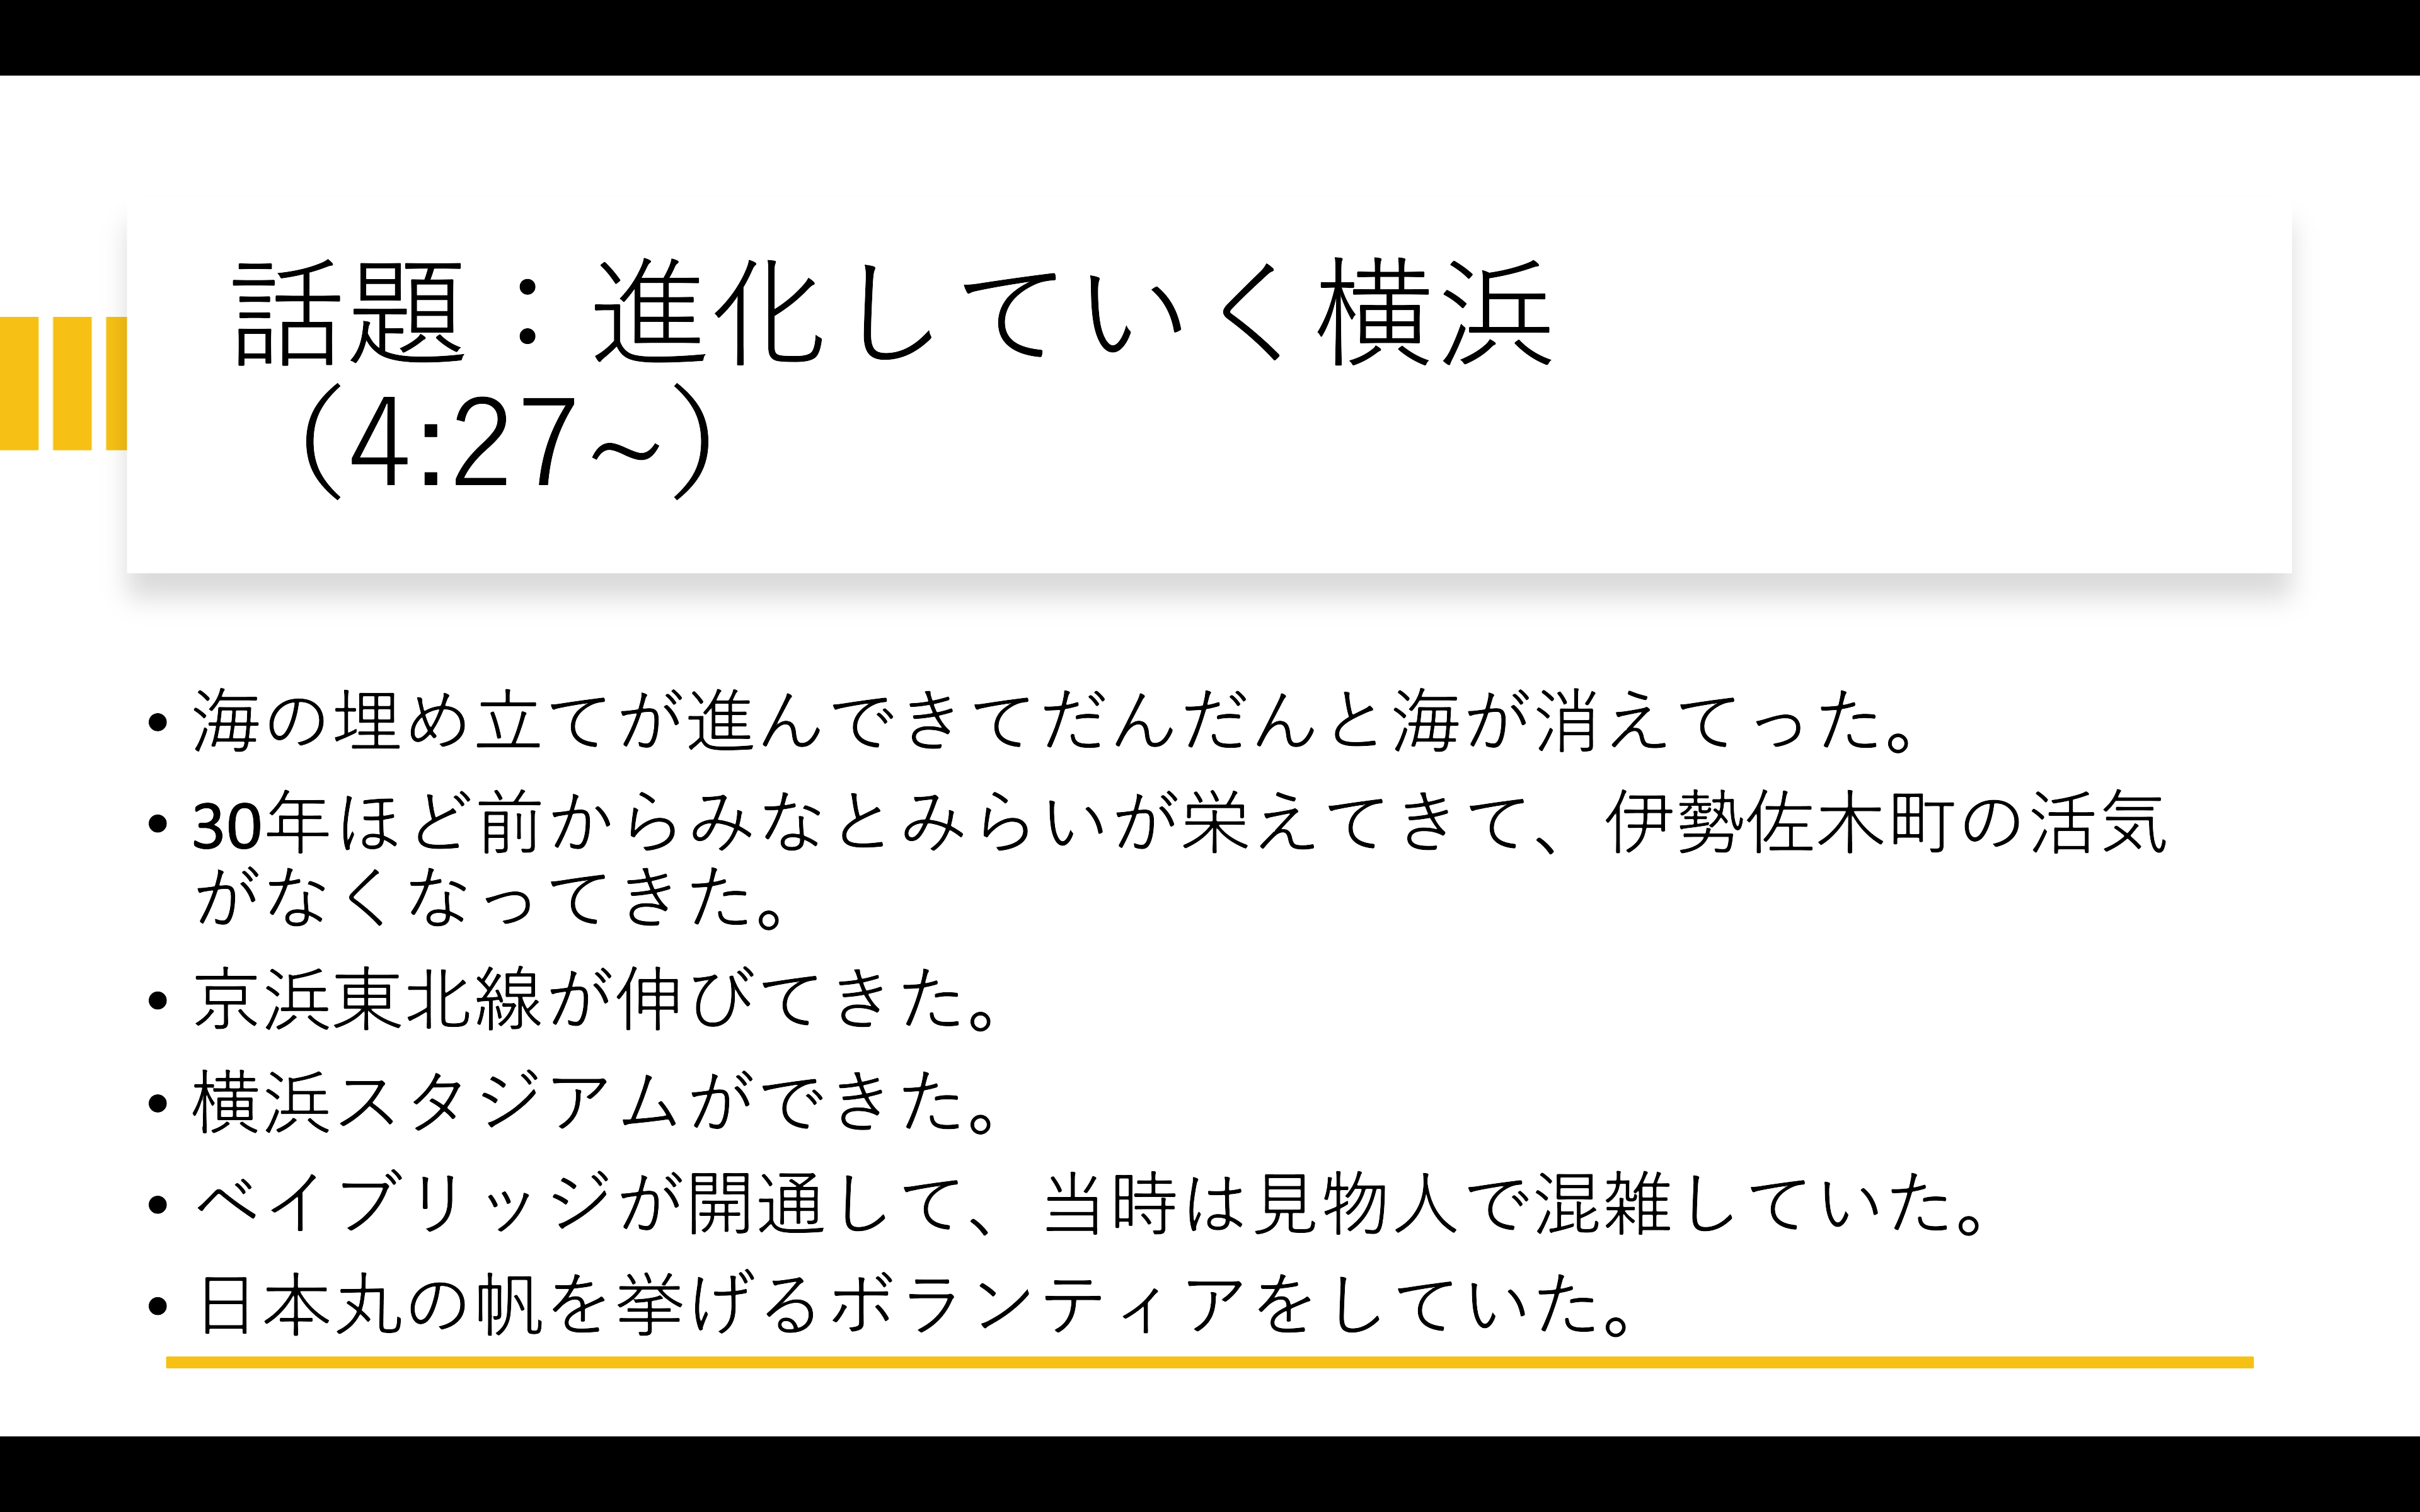 話題：進化していく横浜
（4:27~）
• 海の埋め立てが進んできてだんだんと海が消えてった。
• 30年ほど前からみなとみらいが栄えてきて、伊勢佐木町の活気
がなくなってきた。
• 京浜東北線が伸びてきた。
• 横浜スタジアムができた。
• ベイブリッジが開通して、当時は見物人で混雑していた。
• 日本丸の帆を挙げるボランティアをしていた。